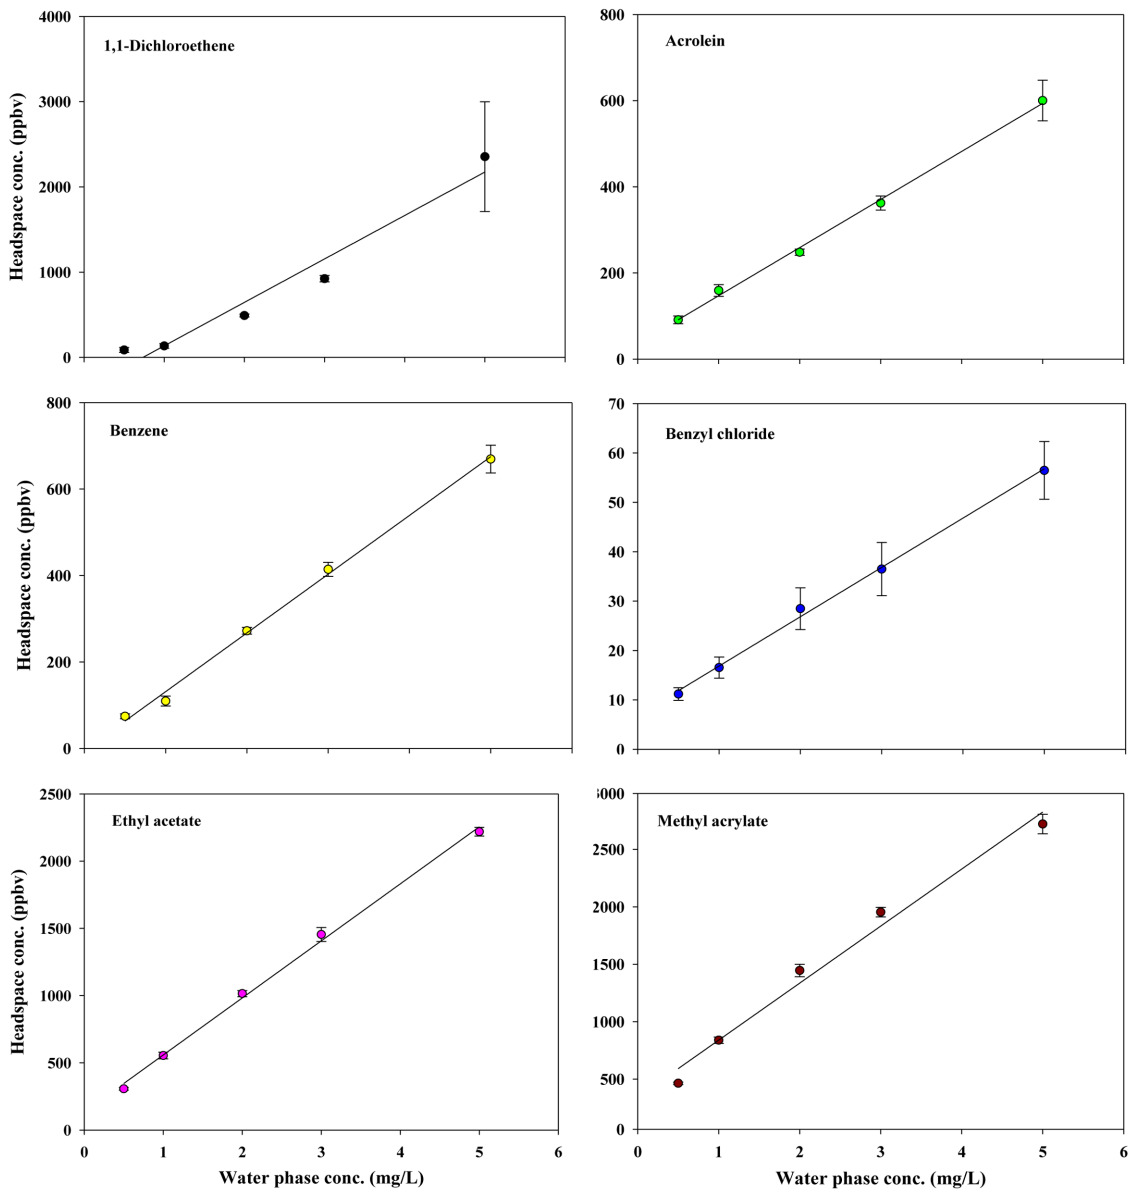 4000
3000
2000
1000
0
Headspace conc. (ppbv)
1,1-Dichloroethene
800
600
400
200
0
Acrolein
800
600
400
200
0
Headspace conc. (ppbv)
Benzene
70
60
50
40
30
20
10
0
Benzyl chloride
2500
2000
1500
1000
500
0
Headspace conc. (ppbv)
Ethyl acetate
0 1 2 3 4 5 6
Water phase conc. (mg/L)
3000
2500
2000
1500
1000
500
0
Methyl acrylate
0 1 2 3 4 5 6
Water phase conc. (mg/L)